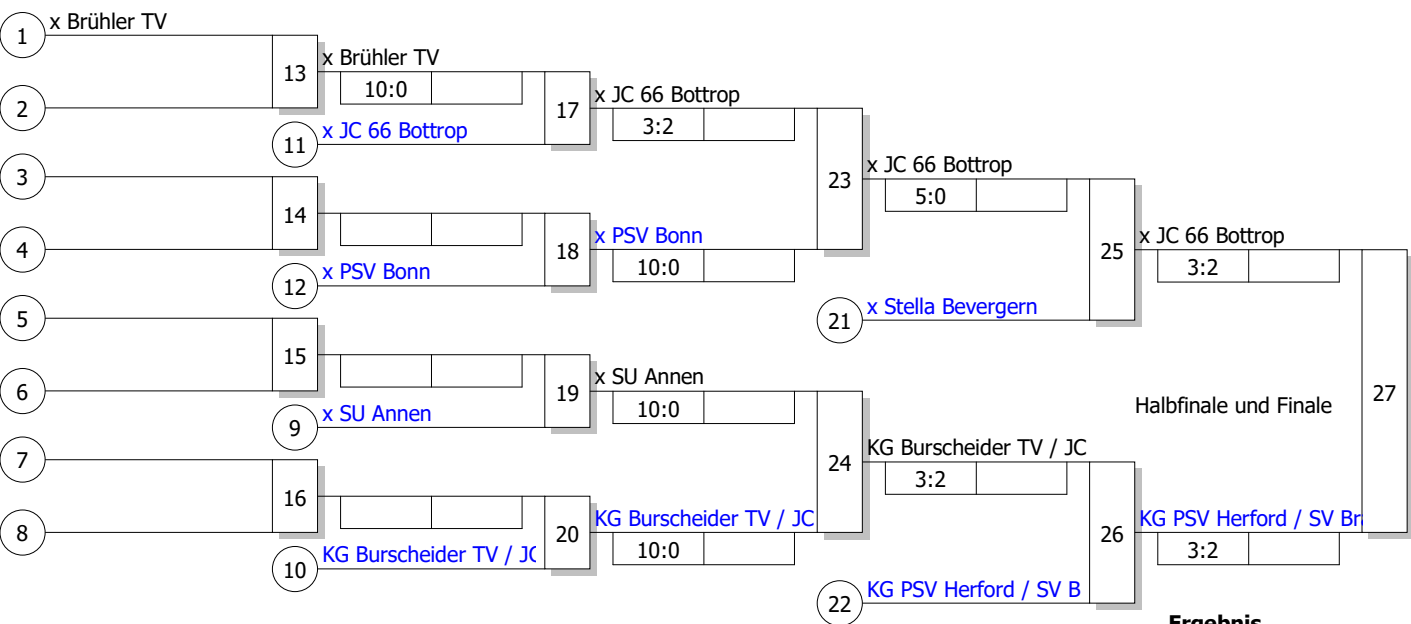 x Brühler TV
1
13
x Brühler TV
10:0
2
17
x JC 66 Bottrop
3:2
11
x JC 66 Bottrop
3
14
4
18
x PSV Bonn
10:0
12
x PSV Bonn
23
x JC 66 Bottrop
5:0
25
x JC 66 Bottrop
3:2
21
x Stella Bevergern
5
15
6
19
x SU Annen
10:0
9
x SU Annen
Halbfinale und Finale
27
7
16
8
20
KG Burscheider TV / JC
10:0
10
KG Burscheider TV / JC
24
KG Burscheider TV / JC
3:2
26
KG PSV Herford / SV Bra
3:2
22
KG PSV Herford / SV B
Ergebnis